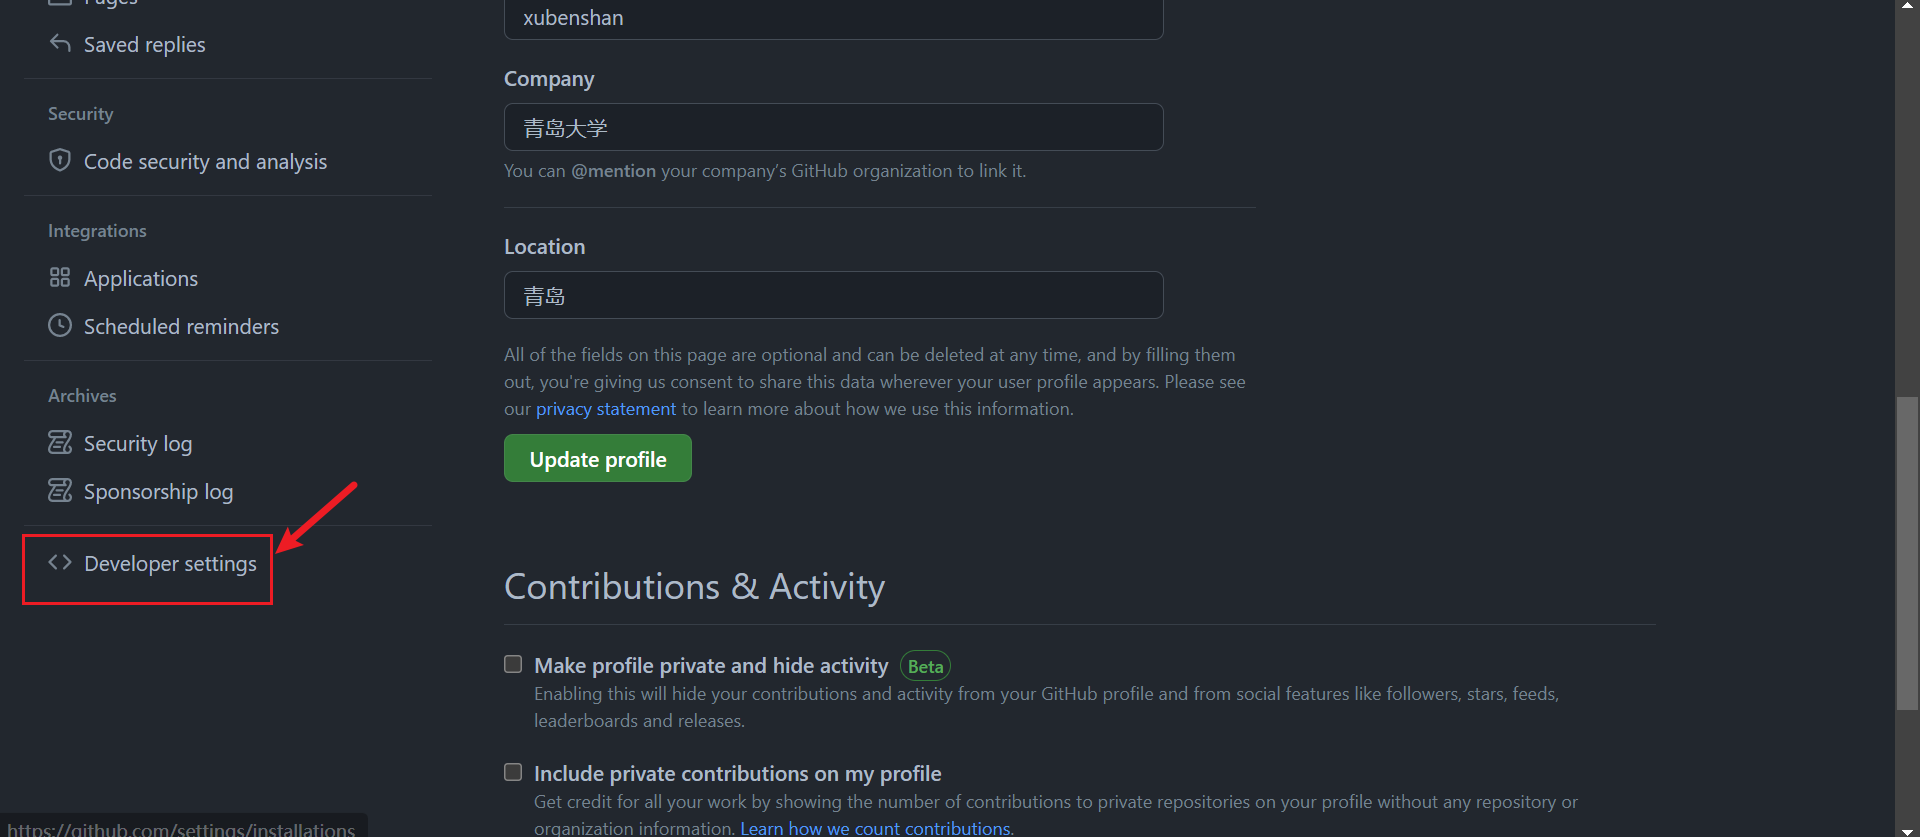 Pages
Saved replies
Security
Code security and analysis
Integrations
Applications
Scheduled reminders
Archives
Security log
Sponsorship log
Developer settings
xubenshan
Company
青岛大学
You can @mention your company’s GitHub organization to link it.
Location
青岛
All of the fields on this page are optional and can be deleted at any time, and by filling them
out, you're giving us consent to share this data wherever your user profile appears. Please see
our privacy statement to learn more about how we use this information.
Update profile
Contributions & Activity
Make profile private and hide activity Beta
Enabling this will hide your contributions and activity from your GitHub profile and from social features like followers, stars, feeds,
leaderboards and releases.
Include private contributions on my profile
Get credit for all your work by showing the number of contributions to private repositories on your profile without any repository or
organization information. Learn how we count contributions.
https://github.com/settings/installations